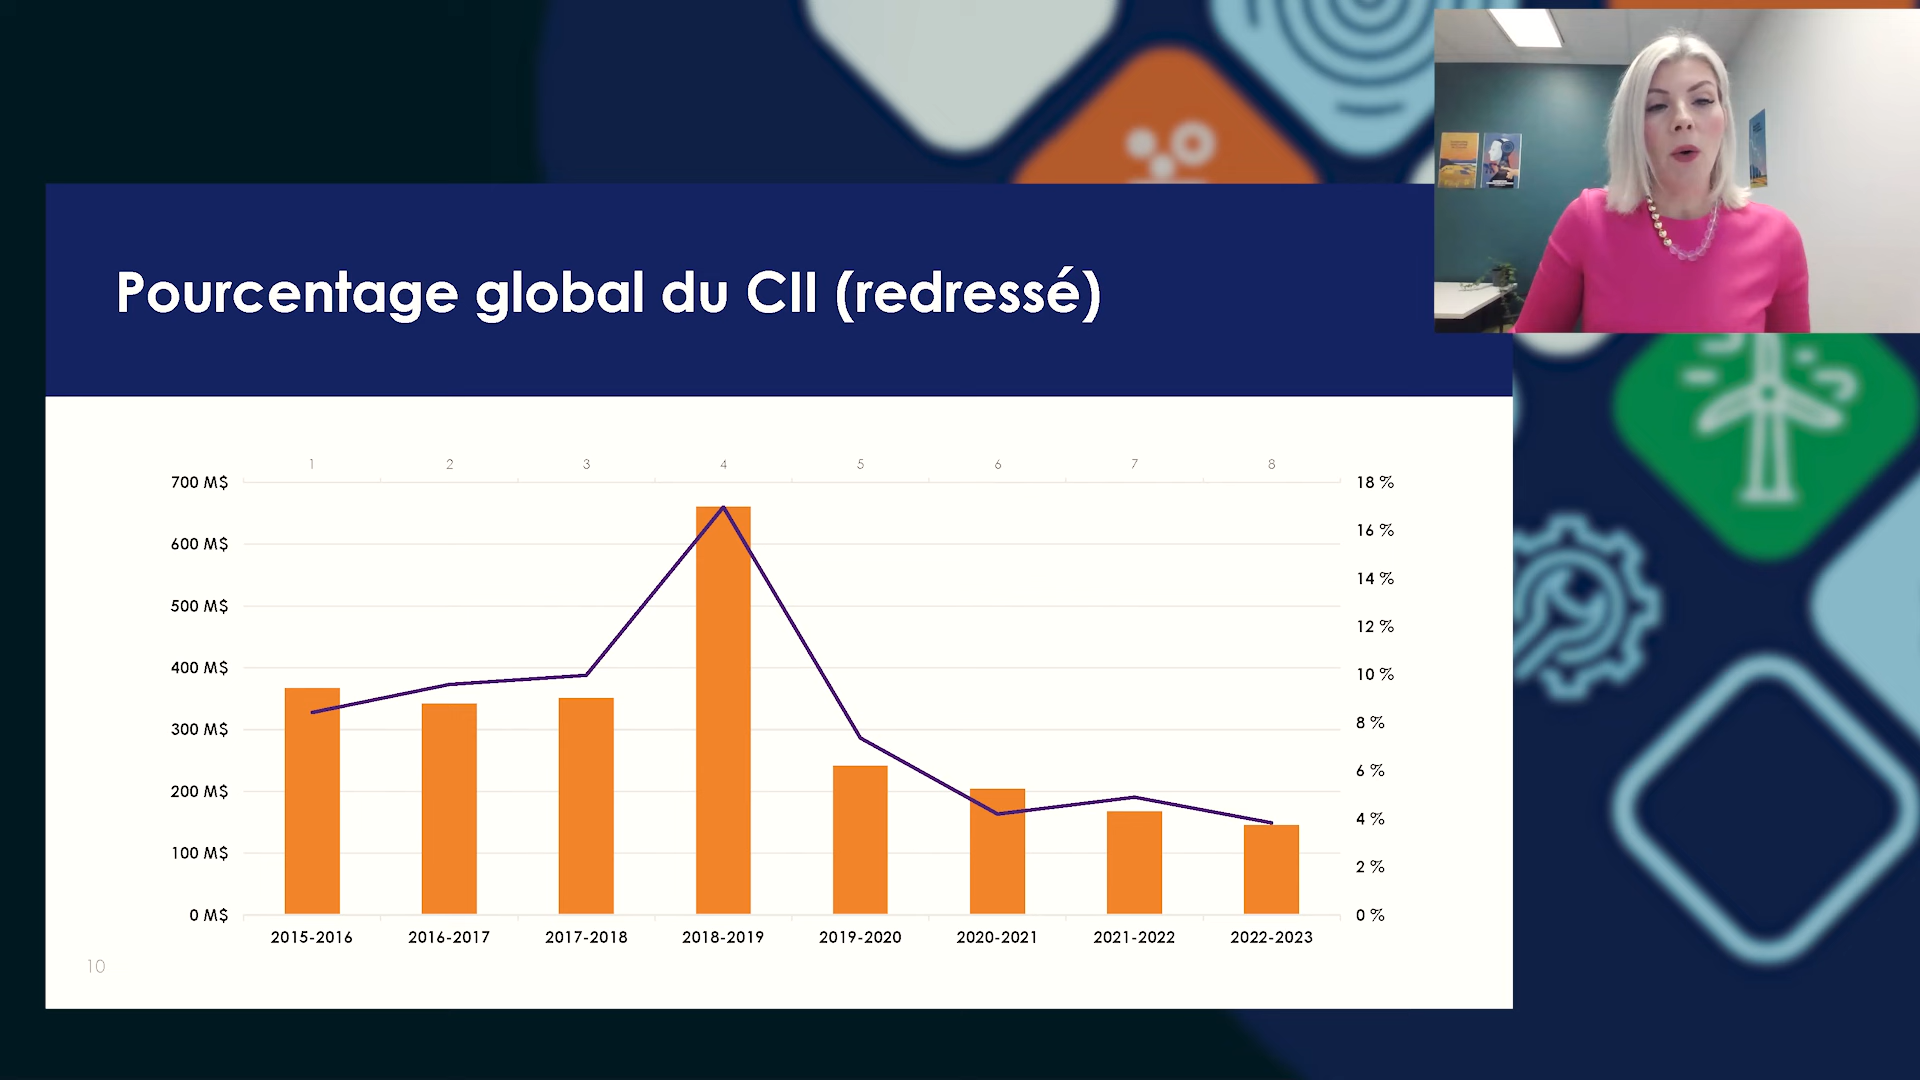 Pourcentage global du CII (redressé)
1 2 3 4 5 6 7 8
700 M$ 18 %
600 M$ 16 %
500 M$ 14 %
400 M$ 12 %
300 M$ 10 %
200 M$ 8 %
100 M$ 6 %
0 M$ 4 %
2 %
0 %
2015-2016 2016-2017 2017-2018 2018-2019 2019-2020 2020-2021 2021-2022 2022-2023
10